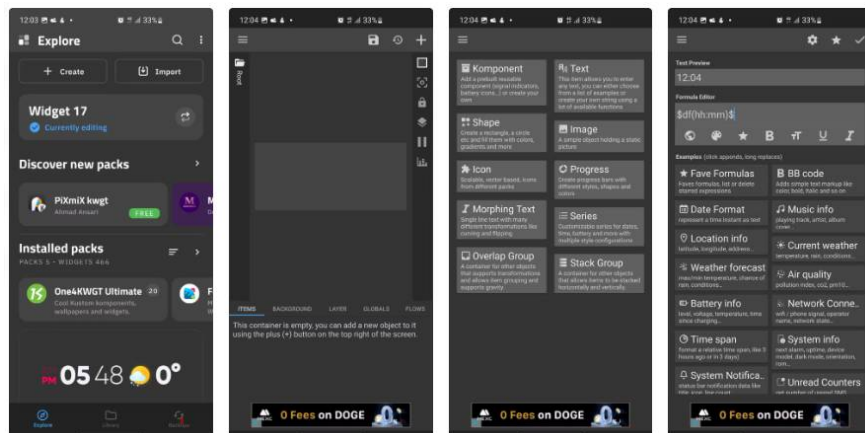 12:03
33%
Explore
+ Create
Import
Widget 17
Currently editing
Discover new packs
PiXmiX kwgt
Ahmad Ansari
FREE
M
Installed packs
PACKS 5 - WIDGETS 466
One4KWGT Ultimate 20
Cool Kustom komponents,
wallpapers and widgets.
PM 05 48 0°
Explore
Library
12:04
33%
Root
ITEMS BACKGROUND LAYER GLOBALS FLOWS
This container is empty, you can add a new object to it
using the plus (+) button on the top right of the screen.
0 Fees on DOGE
12:04
33%
Komponent
Add a prebuilt reusable
component (signal indicators,
battery icons...) or create your
own
Text
This item allows you to enter
any text, you can either choose
from a list of examples or
create your own string using a
lot of available functions
Shape
Create a rectangle, a circle
etc and fill them with colors,
gradients and more
Image
A simple object holding a static
picture
Icon
Scalable, vector based, icons
from different packs
Progress
Create progress bars with
different styles, shapes and
colors
Morphing Text
Single line text with many
different transformations like
curving and flipping
Series
Customizable series for dates,
time, battery and more with
multiple style configurations
Overlap Group
A container for other objects
that supports transformations
and allows item grouping and
supports gravity
Stack Group
A container for other objects
that allows items to be stacked
horizontally and vertically
0 Fees on DOGE
12:04
33%
Text Preview
12:04
Formula Editor
$df(hh:mm)$
B TT U I
Examples (click appends, long replaces)
Fave Formulas
Faves formulas, list or delete
starred expressions
B BB code
Adds simple text markup like
color, bold, italic and so on
Date Format
represent a time instant as text
Music info
playing track, artist, album
cover..
Location info
latitude, longitude, address...
Current weather
temperature, rain, conditions...
Weather forecast
max/min temperature, chance of
rain, conditions...
Air quality
pollution index, co2, pm10...
Battery info
level, voltage, temperature, time
since charging...
Network Conne..
wifi / phone signal, operator
name, network state...
Time span
format a relative time span, like 3
hours ago or in 3 days)
System info
next alarm, uptime, device
model, dark mode, orientation,
rom...
System Notifica..
status bar notification data like
Unread Counters
0 Fees on DOGE